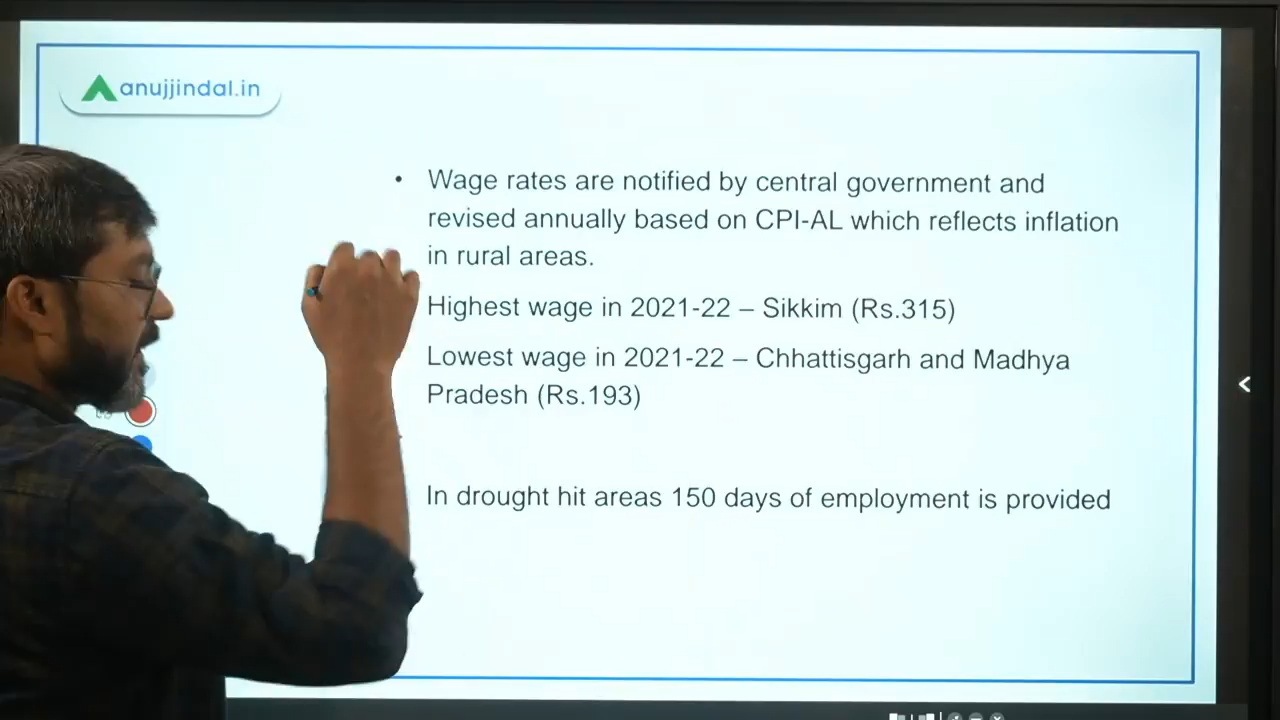 anujjindal.in
• Wage rates are notified by central government and
revised annually based on CPI-AL which reflects inflation
in rural areas.
Highest wage in 2021-22 – Sikkim (Rs.315)
Lowest wage in 2021-22 – Chhattisgarh and Madhya
Pradesh (Rs.193)
In drought hit areas 150 days of employment is provided